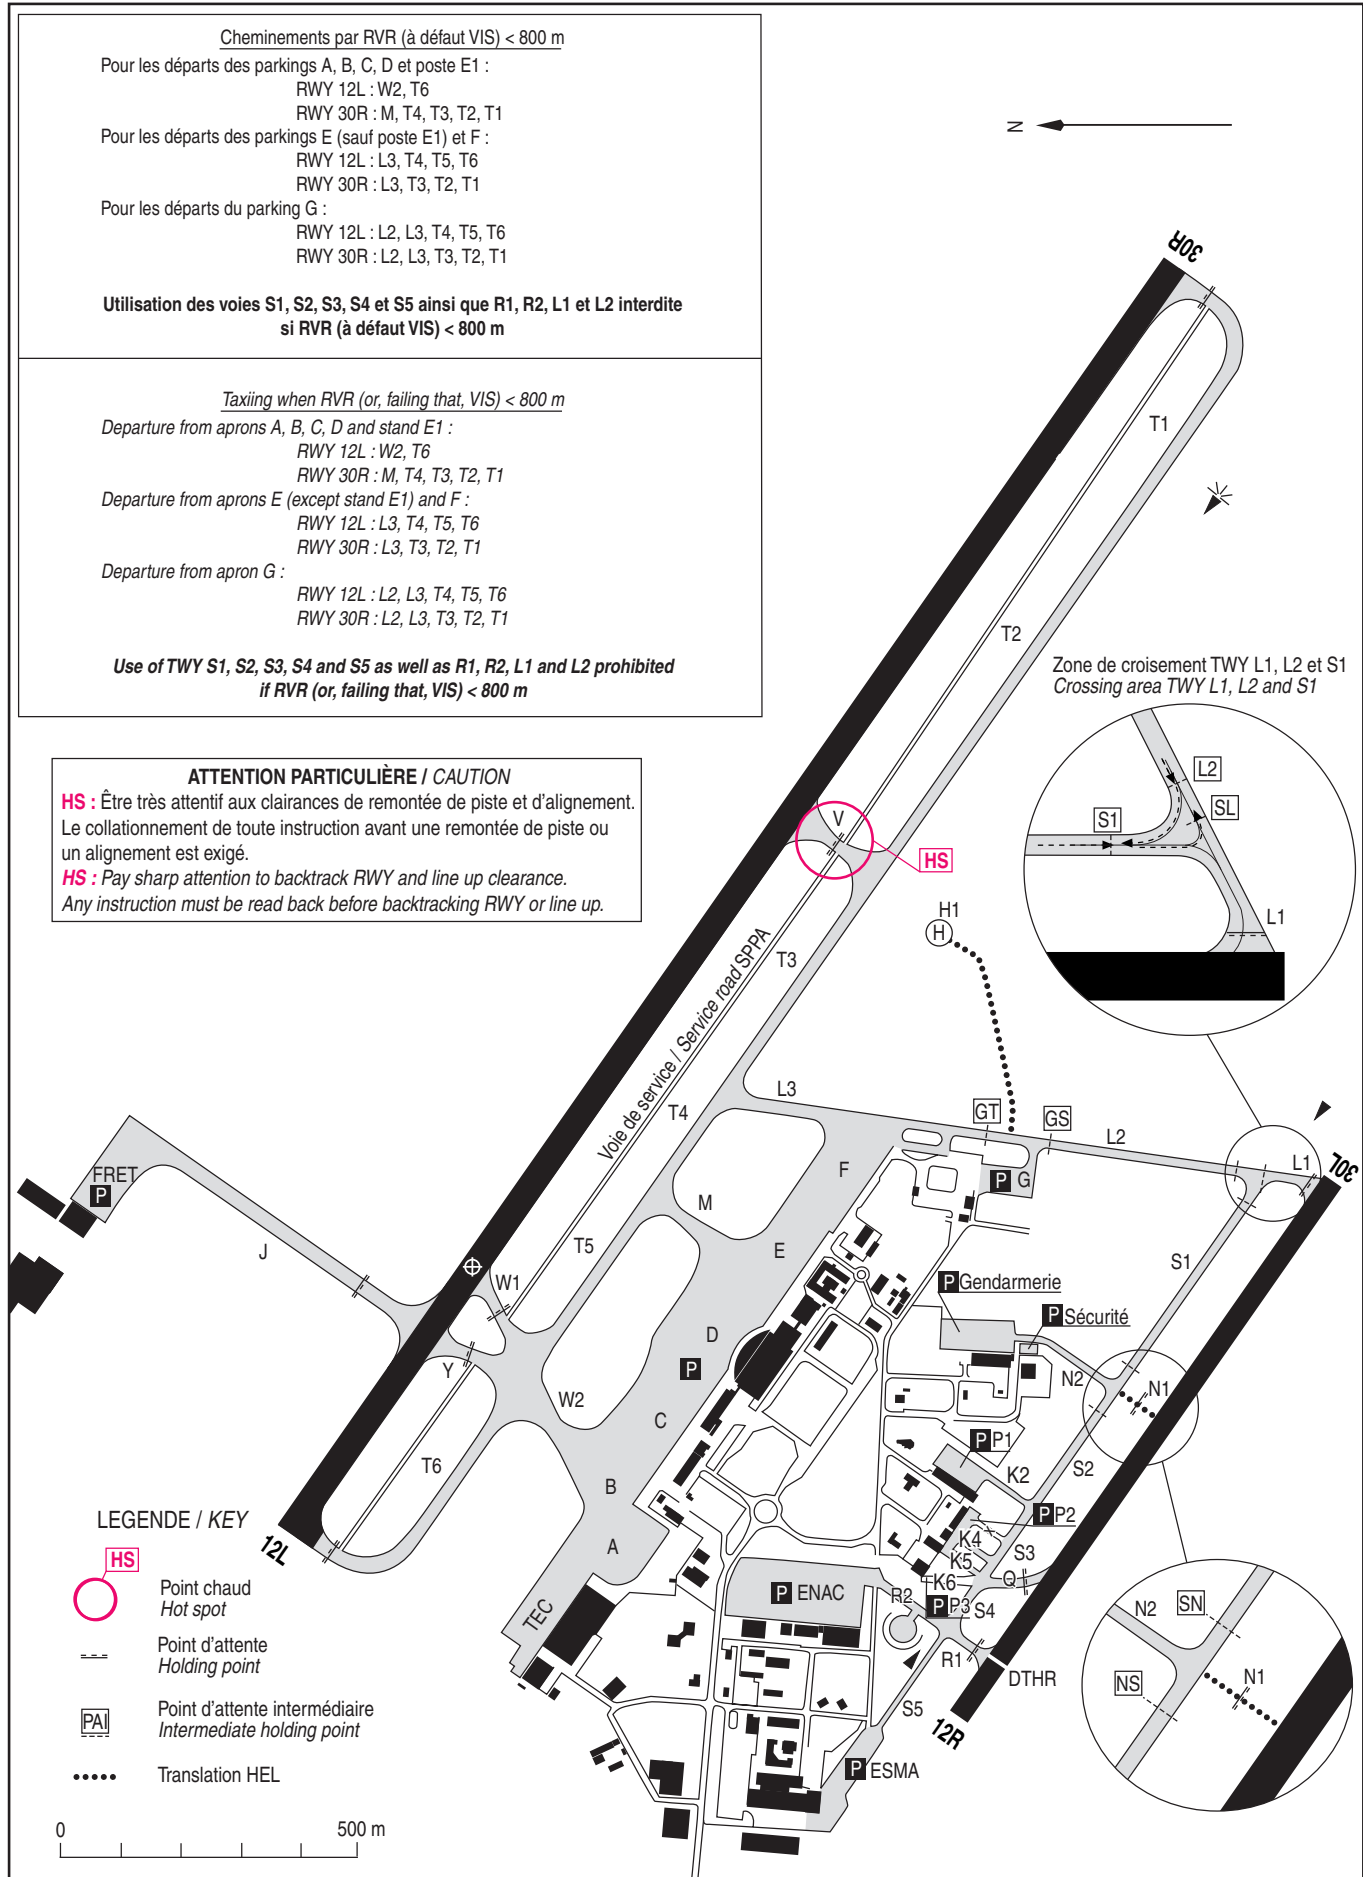 Cheminements par RVR (à défaut VIS) < 800 m
Pour les départs des parkings A, B, C, D et poste E1 :
RWY 12L : W2, T6
RWY 30R : M, T4, T3, T2, T1
Pour les départs des parkings E (sauf poste E1) et F :
RWY 12L : L3, T4, T5, T6
RWY 30R : L3, T3, T2, T1
Pour les départs du parking G :
RWY 12L : L2, L3, T4, T5, T6
RWY 30R : L2, L3, T3, T2, T1
Utilisation des voies S1, S2, S3, S4 et S5 ainsi que R1, R2, L1 et L2 interdite
si RVR (à défaut VIS) < 800 m
Taxiing when RVR (or, failing that, VIS) < 800 m
Departure from aprons A, B, C, D and stand E1 :
RWY 12L : W2, T6
RWY 30R : M, T4, T3, T2, T1
Departure from aprons E (except stand E1) and F :
RWY 12L : L3, T4, T5, T6
RWY 30R : L3, T3, T2, T1
Departure from apron G :
RWY 12L : L2, L3, T4, T5, T6
RWY 30R : L2, L3, T3, T2, T1
Use of TWY S1, S2, S3, S4 and S5 as well as R1, R2, L1 and L2 prohibited
if RVR (or, failing that, VIS) < 800 m
N
30R
T1
T2
Zone de croisement TWY L1, L2 et S1
Crossing area TWY L1, L2 and S1
L2
SL
S1
L1
ATTENTION PARTICULIÈRE / CAUTION
HS : Être très attentif aux clairances de remontée de piste et d'alignement.
Le collationnement de toute instruction avant une remontée de piste ou
un alignement est exigé.
HS : Pay sharp attention to backtrack RWY and line up clearance.
Any instruction must be read back before backtracking RWY or line up.
V
HS
H1
H
T3
Voie de service / Service road SPPA
T4
L3
GT
GS
L2
L1
30L
FRET
P
F
P G
M
E
J
T5
W1
S1
P Gendarmerie
P Sécurité
D
P
Y
W2
C
N2
N1
P P1
T6
K2
S2
B
P P2
K4
A
K5
S3
K6
Q
P ENAC
R2
P P3
S4
TEC
R1
DTHR
S5
12R
P ESMA
12L
N2
SN
NS
N1
LEGENDE / KEY
HS
Point chaud
Hot spot
Point d'attente
Holding point
PAI
Point d'attente intermédiaire
Intermediate holding point
Translation HEL
0
500 m